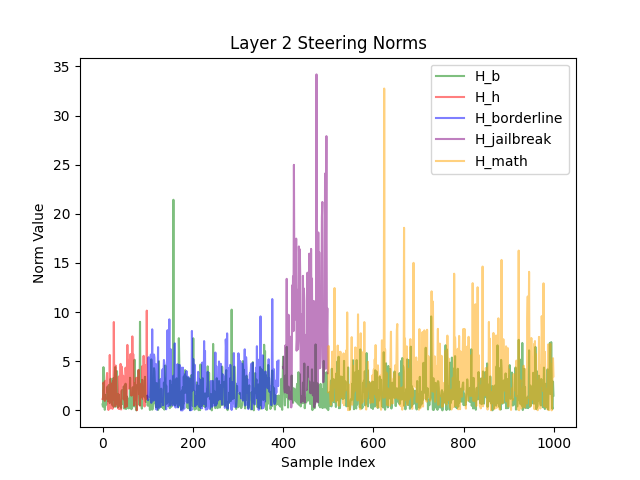 Layer 2 Steering Norms
35
30
25
20
15
10
5
0
Norm Value
H_b
H_h
H_borderline
H_jailbreak
H_math
0 200 400 600 800 1000
Sample Index